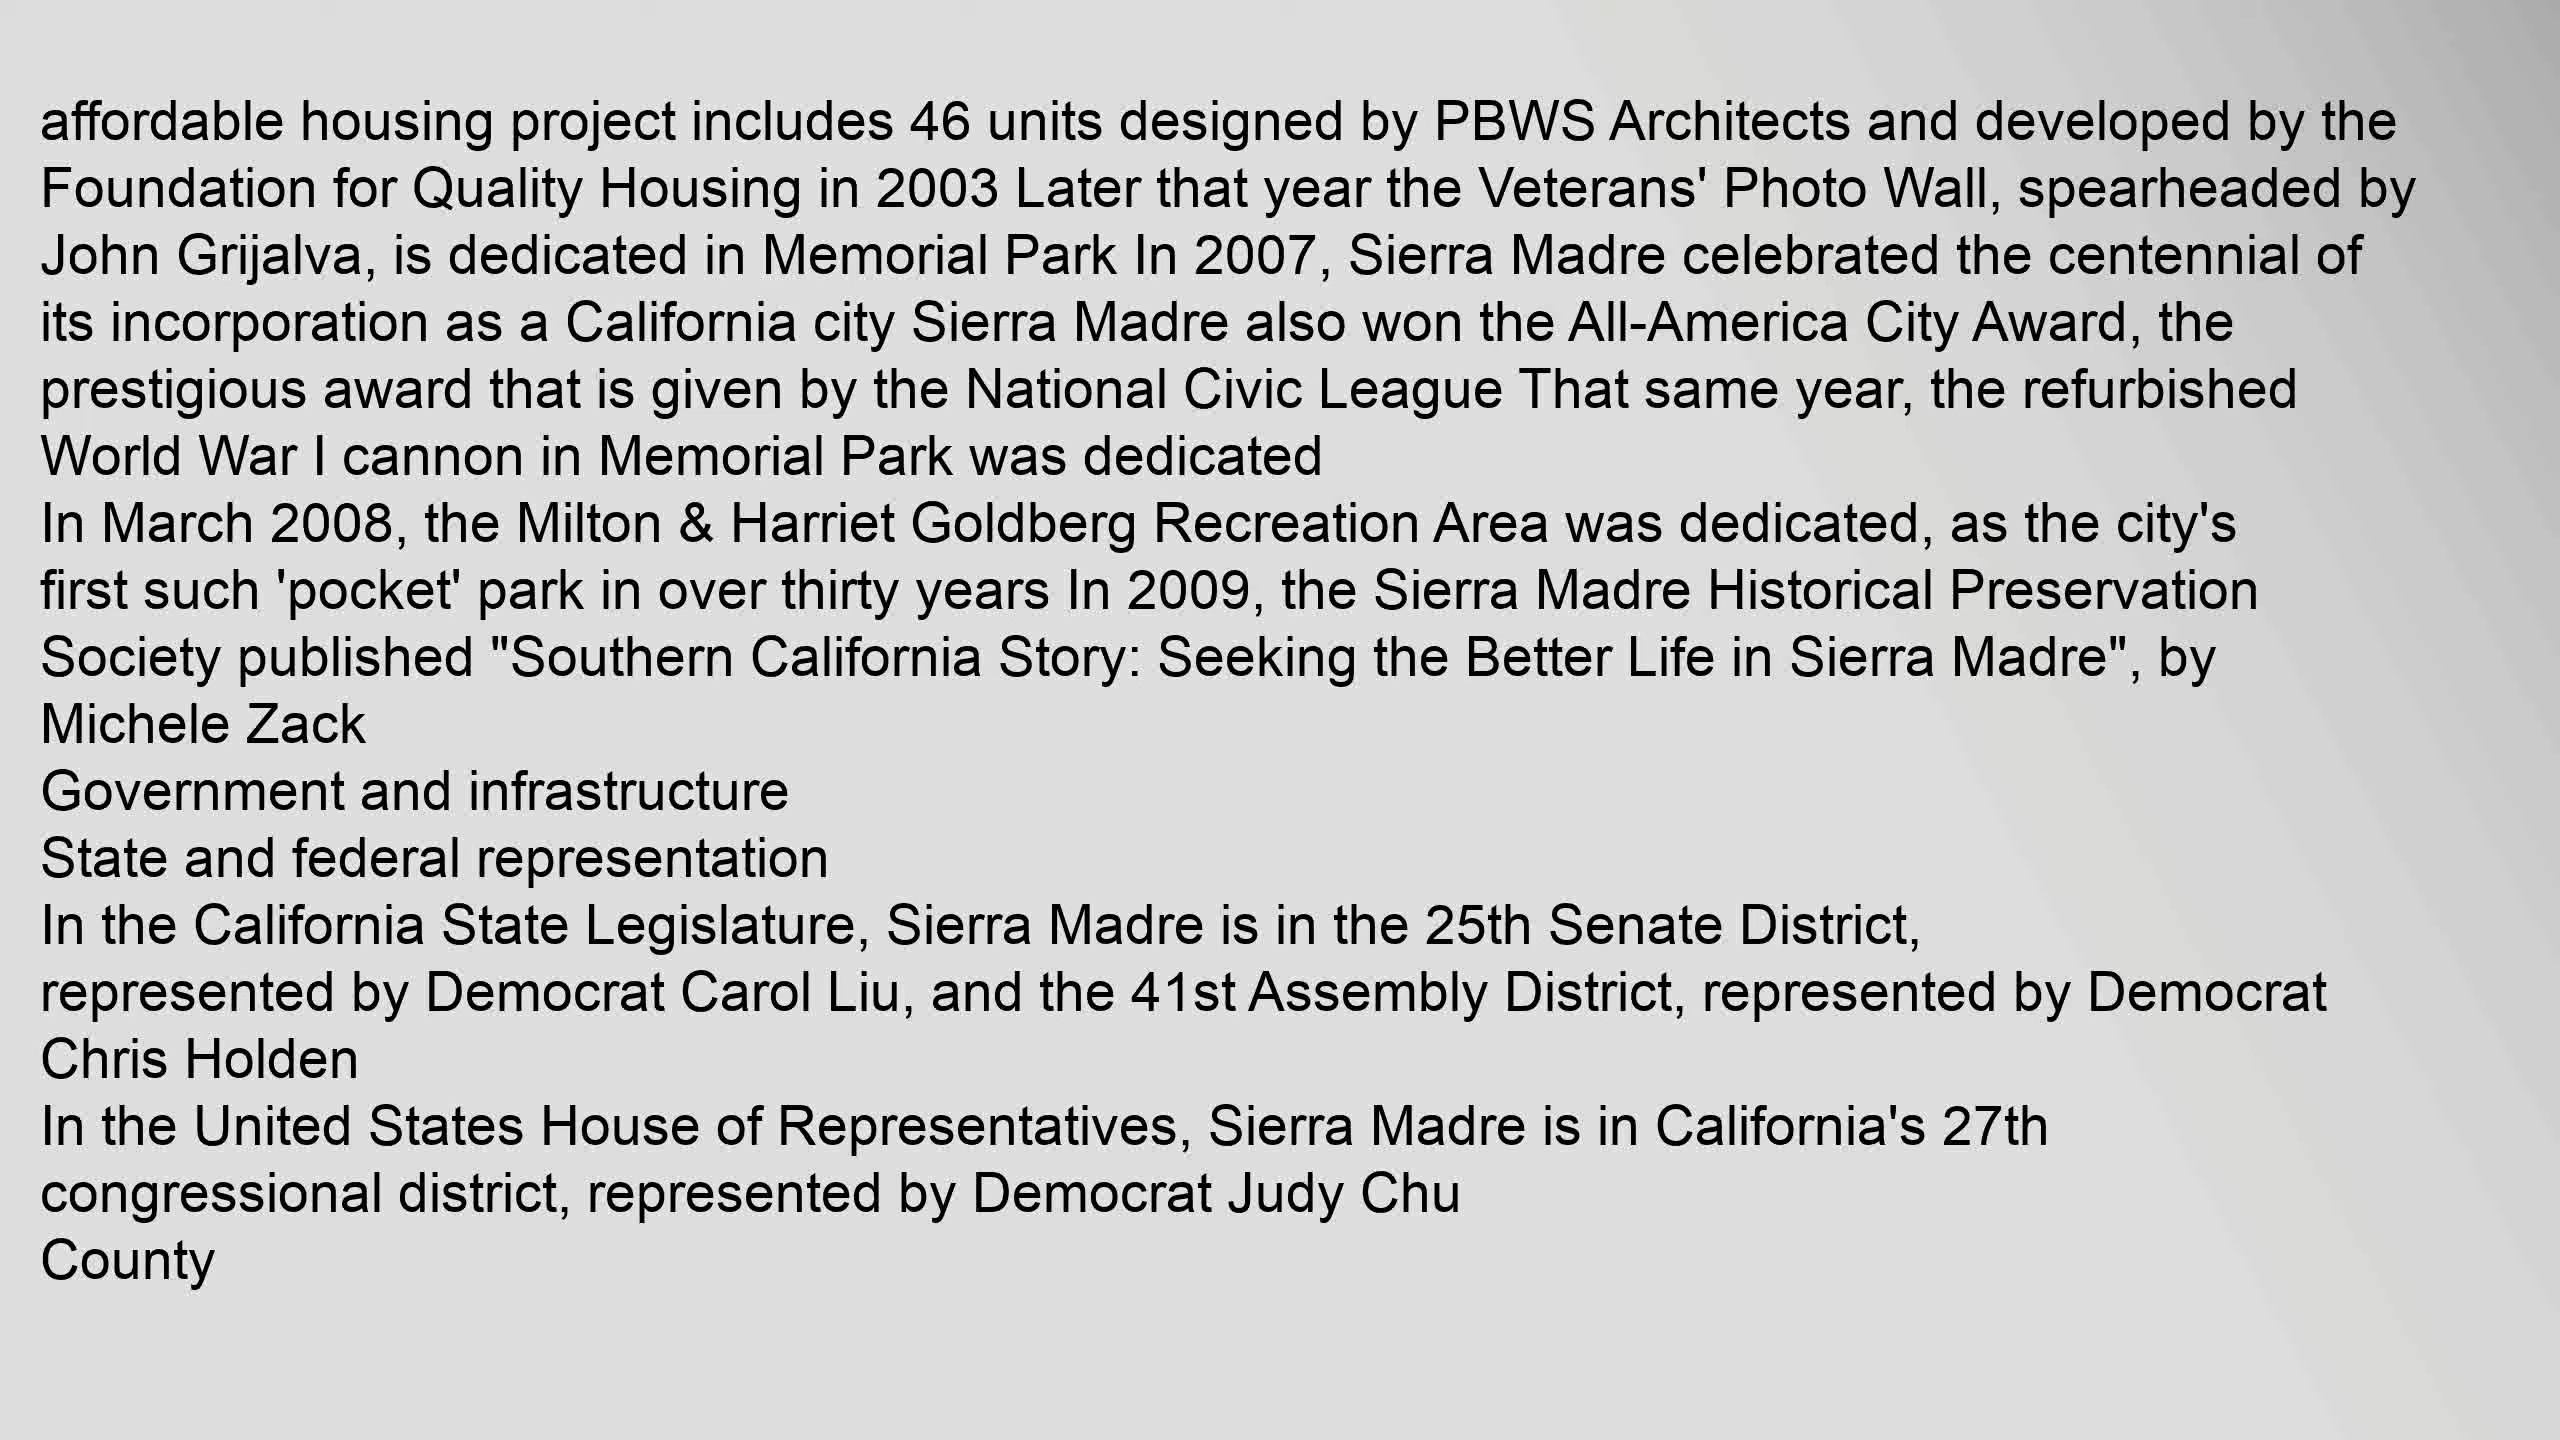 affordable housing project includes 46 units designed by PBWS Architects and developed by the
Foundation for Quality Housing in 2003 Later that year the Veterans' Photo Wall, spearheaded by
John Grijalva, is dedicated in Memorial Park In 2007, Sierra Madre celebrated the centennial of
its incorporation as a California city Sierra Madre also won the All-America City Award, the
prestigious award that is given by the National Civic League That same year, the refurbished
World War I cannon in Memorial Park was dedicated
In March 2008, the Milton & Harriet Goldberg Recreation Area was dedicated, as the city's
first such 'pocket' park in over thirty years In 2009, the Sierra Madre Historical Preservation
Society published "Southern California Story: Seeking the Better Life in Sierra Madre", by
Michele Zack
Government and infrastructure
State and federal representation
In the California State Legislature, Sierra Madre is in the 25th Senate District,
represented by Democrat Carol Liu, and the 41st Assembly District, represented by Democrat
Chris Holden
In the United States House of Representatives, Sierra Madre is in California's 27th
congressional district, represented by Democrat Judy Chu
County